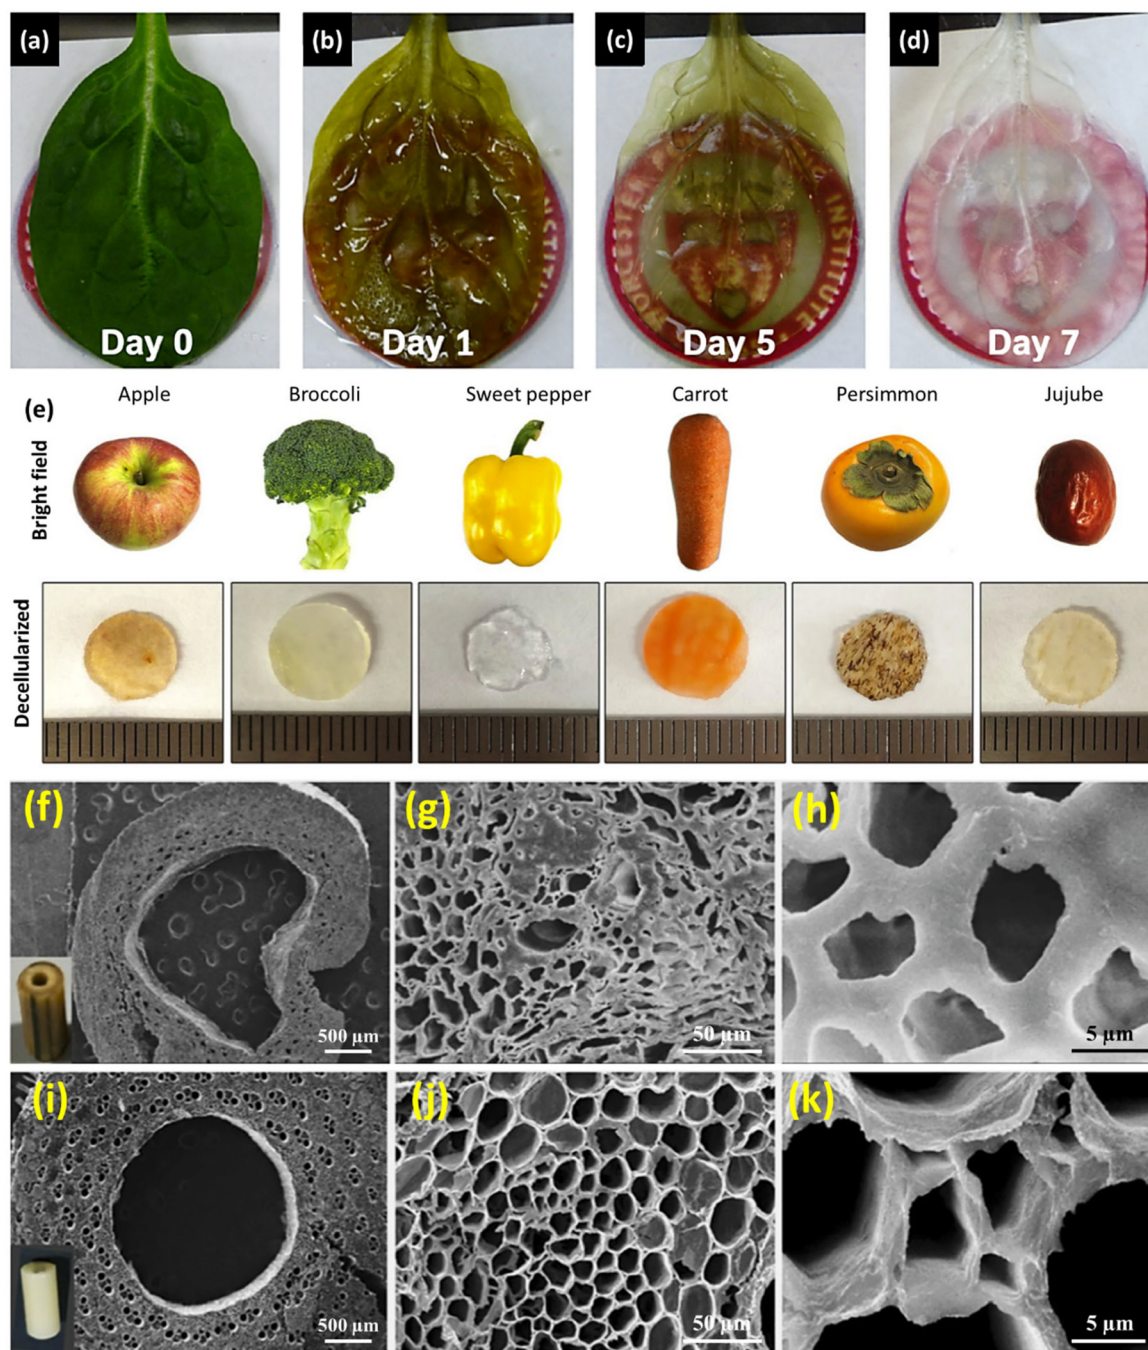 (a)
(b)
(c)
(d)
INSTITUTE
WORCESTER
INSTITUTE
Day 0
Day 1
Day 5
Day 7
(e)
Apple
Broccoli
Sweet pepper
Carrot
Persimmon
Jujube
Bright field
Decellularized
(f)
(g)
(h)
500 μm
50 μm
5 μm
(i)
(j)
(k)
500 μm
50 μm
5 μm